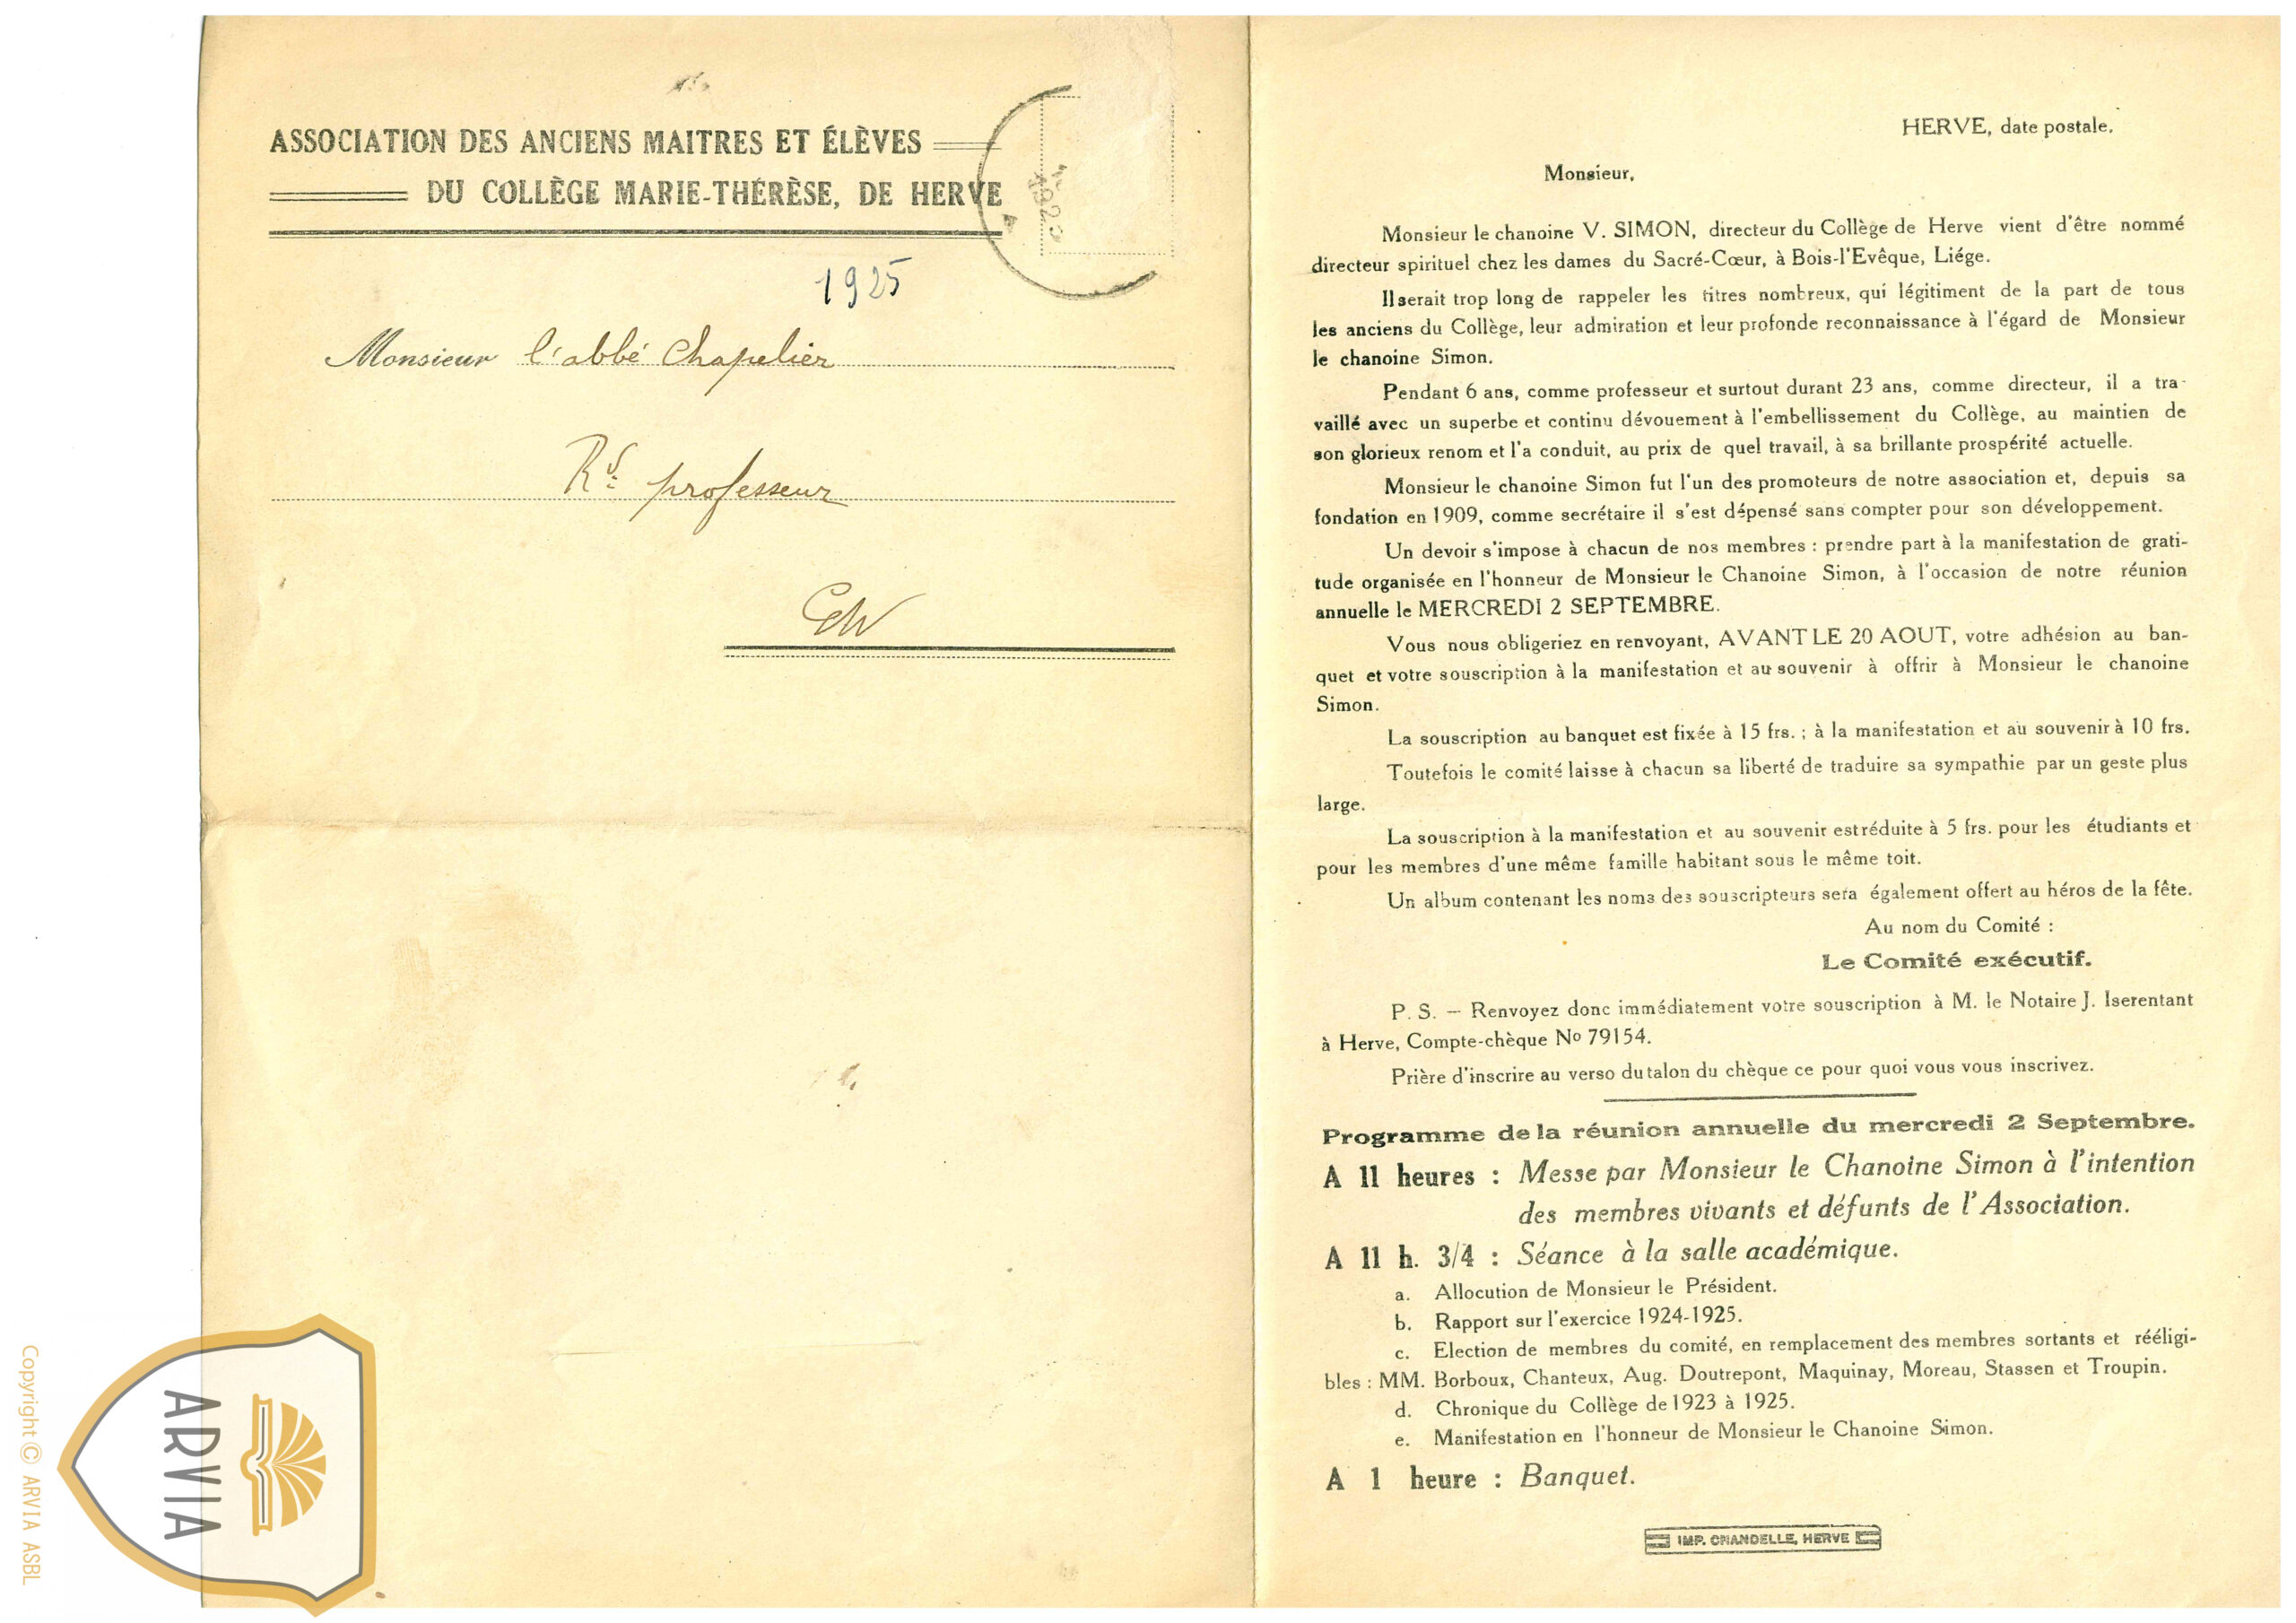 ASSOCIATION DES ANCIENS MAITRES ET ÉLÈVES
DU COLLÈGE MARIE-THÉRÈSE, DE HERVE
1925
Monsieur l'abbé Chapelier
Rd professeur
EW
HERVE, date postale.
Monsieur,
Monsieur le chanoine V. SIMON, directeur du Collège de Herve vient d'être nommé
directeur spirituel chez les dames du Sacré-Cœur, à Bois-l'Evêque, Liége.
Il serait trop long de rappeler les titres nombreux, qui légitiment de la part de tous
les anciens du Collège, leur admiration et leur profonde reconnaissance à l'égard de Monsieur
le chanoine Simon.
Pendant 6 ans, comme professeur et surtout durant 23 ans, comme directeur, il a tra-
vaillé avec un superbe et continu dévouement à l'embellissement du Collège, au maintien de
son glorieux renom et l'a conduit, au prix de quel travail, à sa brillante prospérité actuelle.
Monsieur le chanoine Simon fut l'un des promoteurs de notre association et, depuis sa
fondation en 1909, comme secrétaire il s'est dépensé sans compter pour son développement.
Un devoir s'impose à chacun de nos membres : prendre part à la manifestation de grati-
tude organisée en l'honneur de Monsieur le Chanoine Simon, à l'occasion de notre réunion
annuelle le MERCREDI 2 SEPTEMBRE.
Vous nous obligeriez en renvoyant, AVANT LE 20 AOUT, votre adhésion au ban-
quet et votre souscription à la manifestation et au souvenir à offrir à Monsieur le chanoine
Simon.
La souscription au banquet est fixée à 15 frs. ; à la manifestation et au souvenir à 10 frs.
Toutefois le comité laisse à chacun sa liberté de traduire sa sympathie par un geste plus
large.
La souscription à la manifestation et au souvenir est réduite à 5 frs. pour les étudiants et
pour les membres d'une même famille habitant sous le même toit.
Un album contenant les noms des souscripteurs sera également offert au héros de la fête.
Au nom du Comité :
Le Comité exécutif.
P. S. — Renvoyez donc immédiatement votre souscription à M. le Notaire J. Iserentant
à Herve, Compte-chèque No 79154.
Prière d'inscrire au verso du talon du chèque ce pour quoi vous vous inscrivez.
Programme de la réunion annuelle du mercredi 2 Septembre.
A 11 heures : Messe par Monsieur le Chanoine Simon à l'intention
des membres vivants et défunts de l'Association.
A 11 h. 3/4 : Séance à la salle académique.
a. Allocution de Monsieur le Président.
b. Rapport sur l'exercice 1924-1925.
c. Election de membres du comité, en remplacement des membres sortants et rééligi-
bles : MM. Borboux, Chanteux, Aug. Doutrepont, Maquinay, Moreau, Stassen et Troupin.
d. Chronique du Collège de 1923 à 1925.
e. Manifestation en l'honneur de Monsieur le Chanoine Simon.
A 1 heure : Banquet.
IMP. CHANDELLE, HERVE
ARVIA
Copyright © ARVIA ASBL